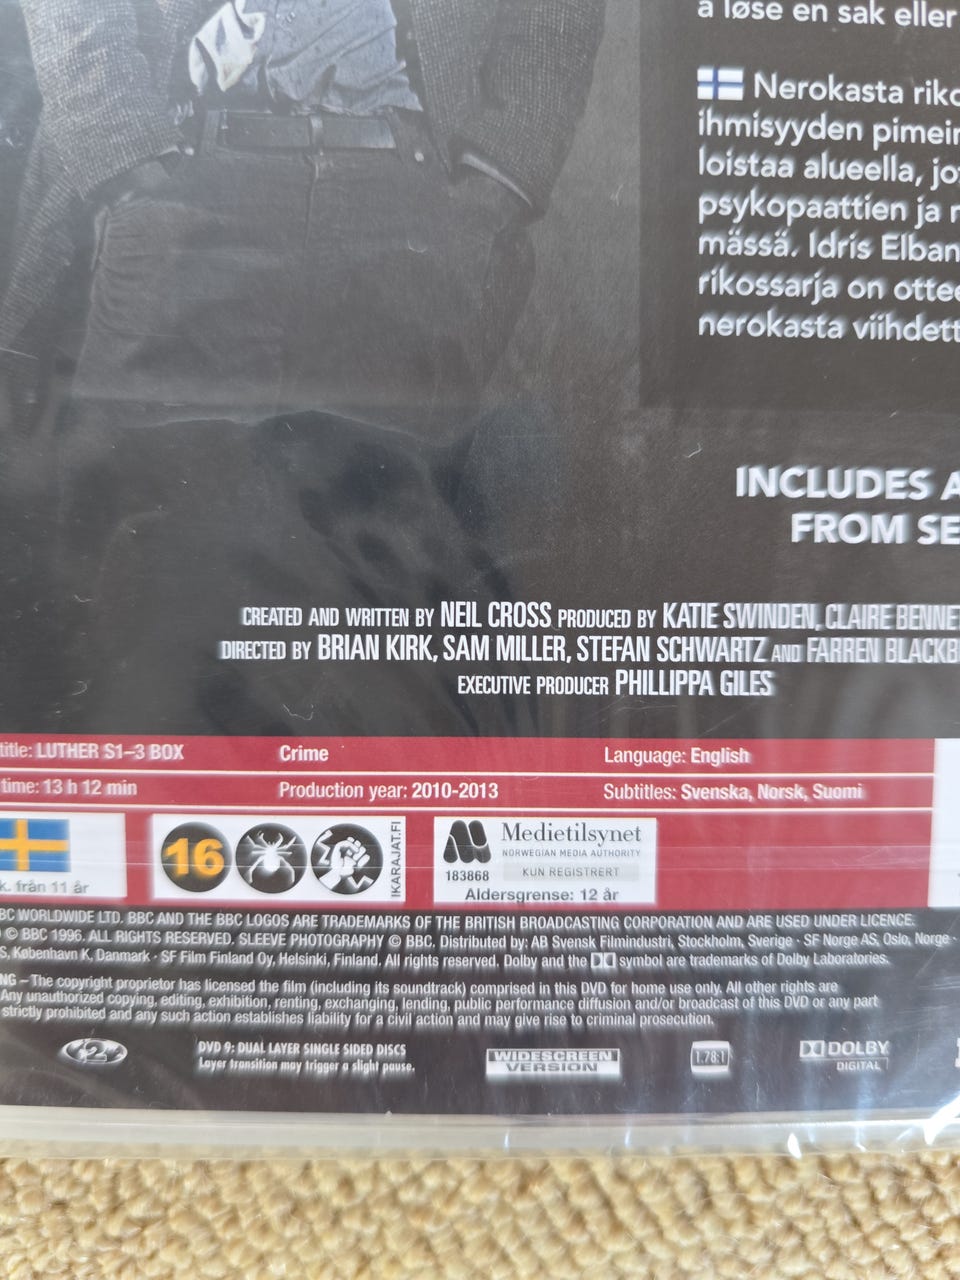 å løse en sak eller
Nerokasta
ihmisyyden
loistaa alueella,
psykopaattien ja
mässä. Idris Elban
rikossarja on
nerokasta
INCLUDES
FROM
CREATED AND WRITTEN BY NEIL CROSS PRODUCED BY KATIE SWINDEN, CLAIRE
DIRECTED BY BRIAN KIRK, SAM MILLER, STEFAN SCHWARTZ AND FARREN
EXECUTIVE PRODUCER PHILLIPPA GILES
title: LUTHER S1–3 BOX Crime Language: English
time: 13 h 12 min Production year: 2010-2013 Subtitles: Svenska, Norsk, Suomi
16
IKARAJAT.FI
Medietilsynet
NORWEGIAN MEDIA AUTHORITY
183868 KUN REGISTRERT
Aldersgrense: 12 år
från 11 år
WORLDWIDE LTD. BBC AND THE BBC LOGOS ARE TRADEMARKS OF THE BRITISH BROADCASTING CORPORATION AND ARE USED UNDER LICENCE.
© BBC 1996. ALL RIGHTS RESERVED. SLEEVE PHOTOGRAPHY © BBC. Distributed by: AB Svensk Filmindustri, Stockholm, Sverige · SF Norge AS, Oslo, Norge ·
København K, Danmark · SF Film Finland Oy, Helsinki, Finland. All rights reserved. Dolby and the symbol are trademarks of Dolby Laboratories.
– The copyright proprietor has licensed the film (including its soundtrack) comprised in this DVD for home use only. All other rights are
Any unauthorized copying, editing, exhibition, renting, exchanging, lending, public performance diffusion and/or broadcast of this DVD or any part
strictly prohibited and any such action establishes liability for a civil action and may give rise to criminal prosecution.
2
DVD 9: DUAL LAYER SINGLE SIDED DISCS
Layer transition may trigger a slight pause.
WIDESCREEN
VERSION
1.78:1
DOLBY
DIGITAL